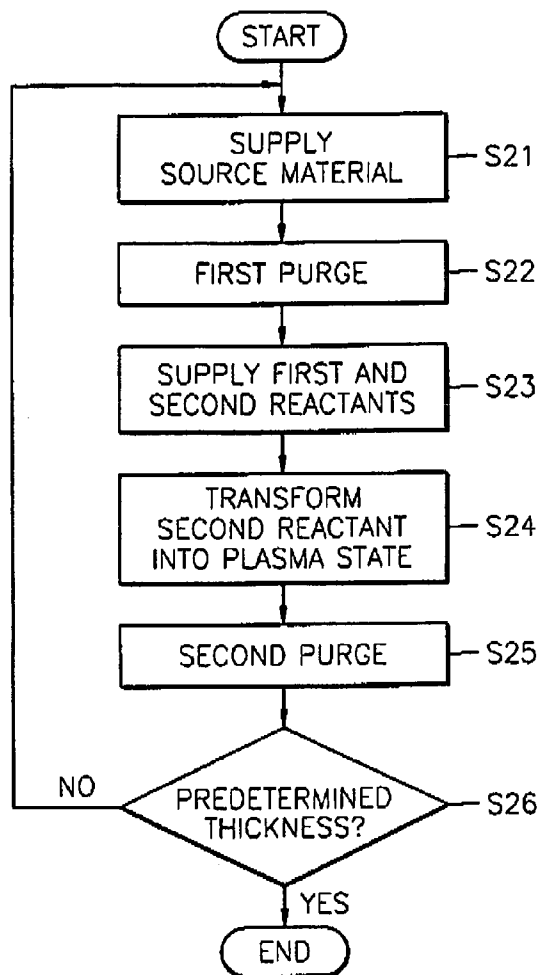 START
SUPPLY
SOURCE MATERIAL
S21
FIRST PURGE
S22
SUPPLY FIRST AND
SECOND REACTANTS
S23
TRANSFORM
SECOND REACTANT
INTO PLASMA STATE
S24
SECOND PURGE
S25
NO
PREDETERMINED
THICKNESS?
S26
YES
END